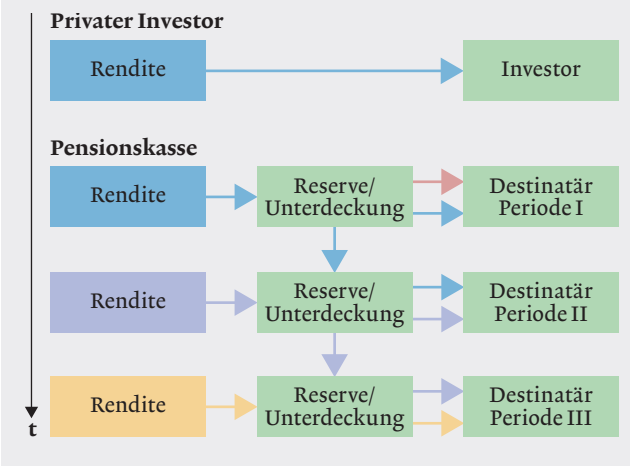 Privater Investor
Rendite
Investor
Pensionskasse
Rendite
Reserve/
Unterdeckung
Destinatär
Periode I
Rendite
Reserve/
Unterdeckung
Destinatär
Periode II
Rendite
Reserve/
Unterdeckung
Destinatär
Periode III
t